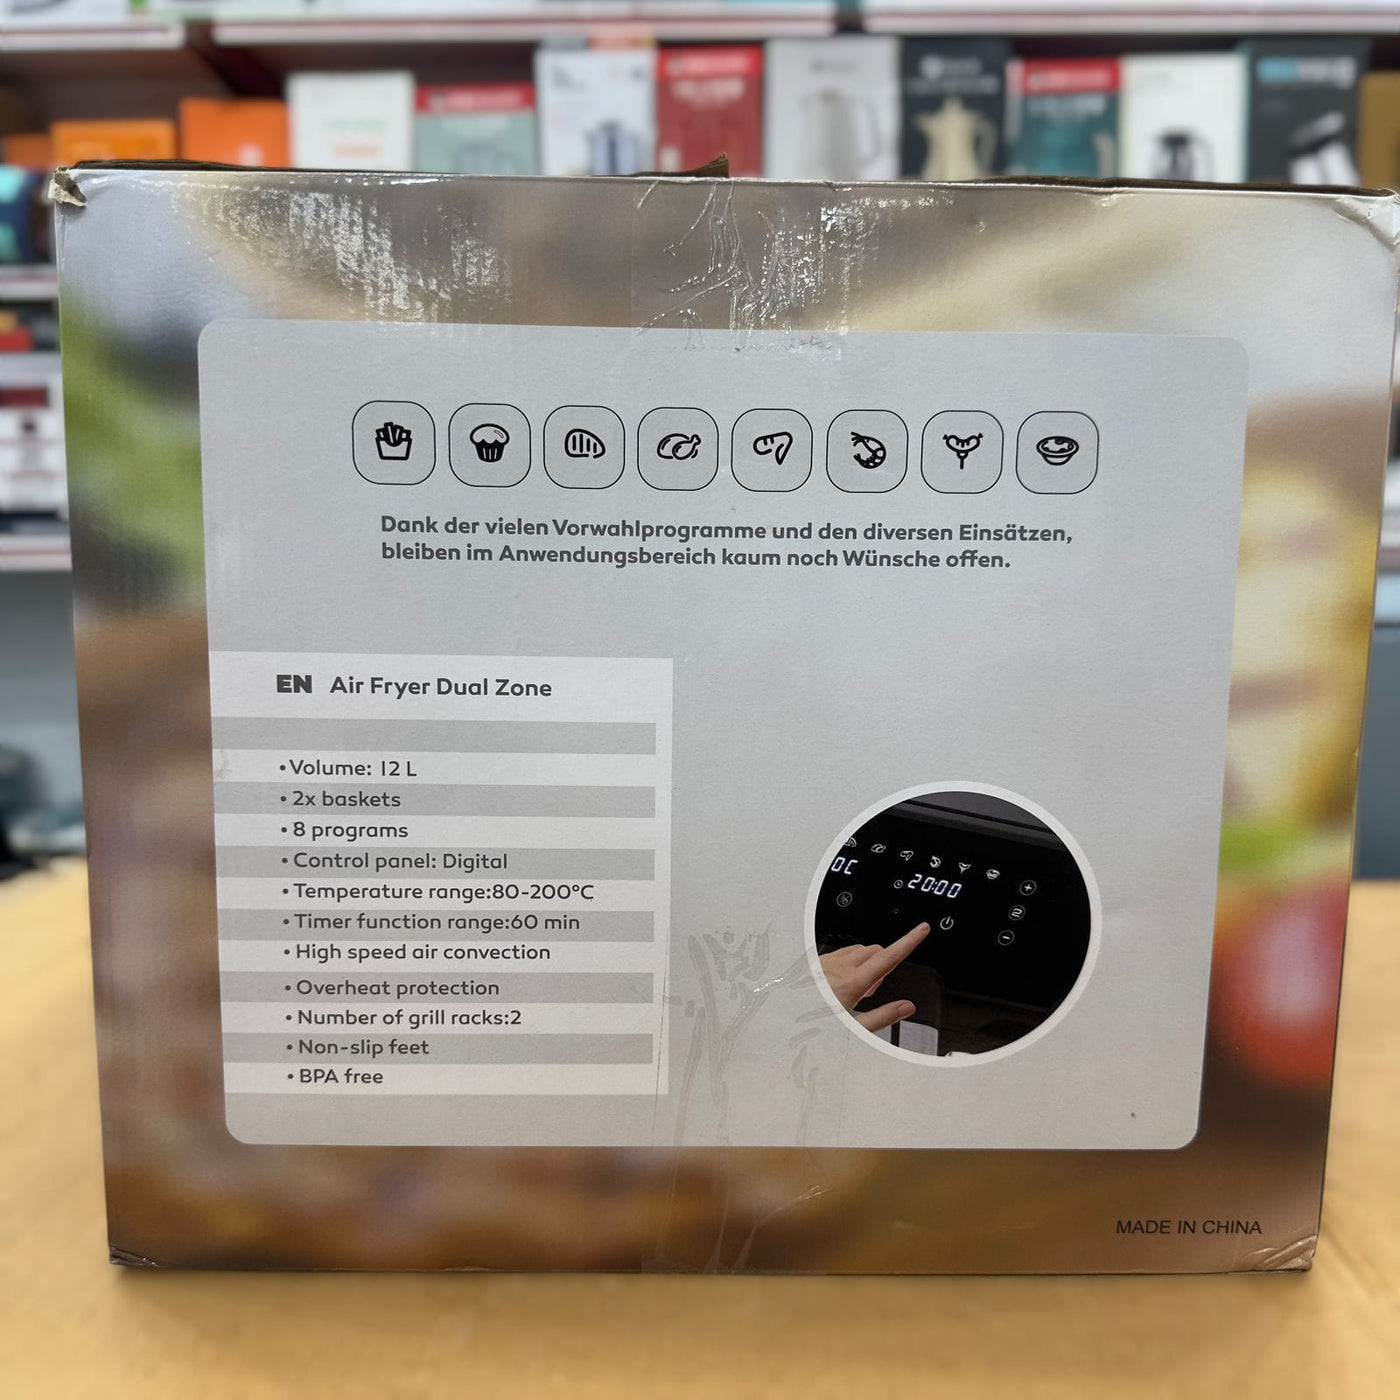 Dank der vielen Vorwahlprogramme und den diversen Einsätzen,
bleiben im Anwendungsbereich kaum noch Wünsche offen.
EN Air Fryer Dual Zone
•Volume: 12 L
• 2x baskets
• 8 programs
• Control panel: Digital
• Temperature range:80-200°C
• Timer function range:60 min
• High speed air convection
• Overheat protection
• Number of grill racks:2
• Non-slip feet
• BPA free
0C
20:00
MADE IN CHINA